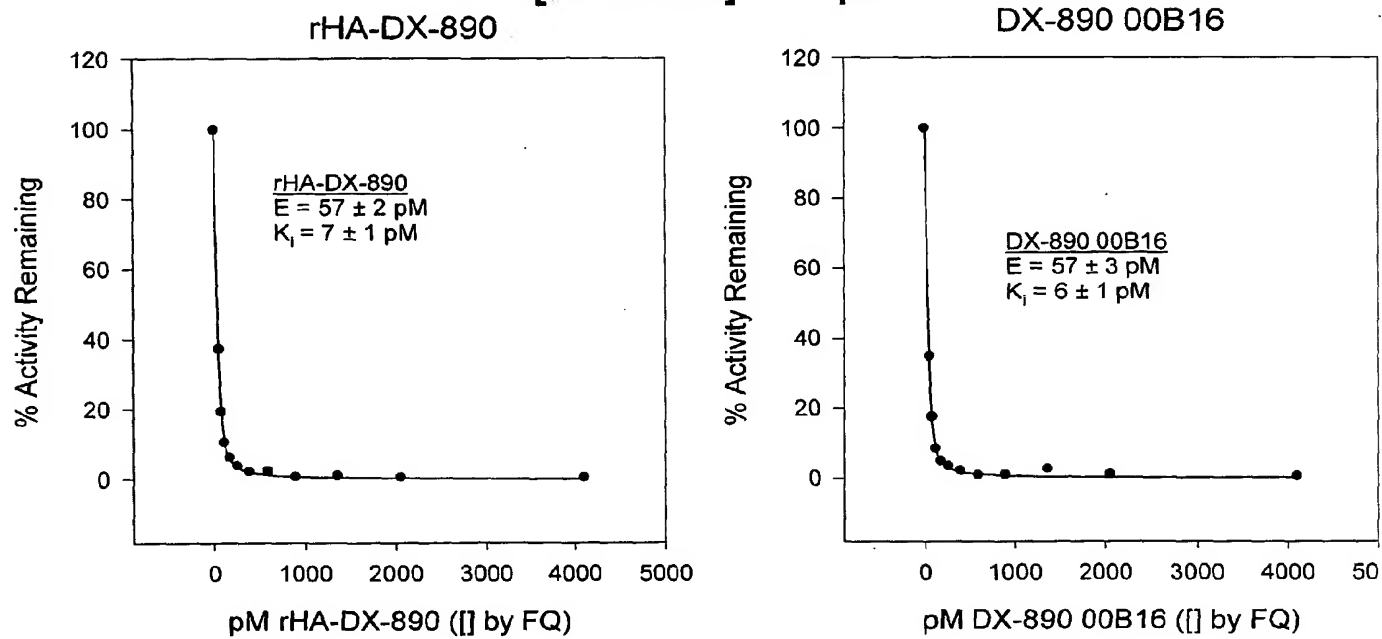 rHA-DX-890
120
100
80
60
40
20
0
% Activity Remaining
rHA-DX-890
E = 57 ± 2 pM
Ki = 7 ± 1 pM
0 1000 2000 3000 4000 5000
pM rHA-DX-890 ([] by FQ)
DX-890 00B16
120
100
80
60
40
20
0
% Activity Remaining
DX-890 00B16
E = 57 ± 3 pM
Ki = 6 ± 1 pM
0 1000 2000 3000 4000 50
pM DX-890 00B16 ([] by FQ)